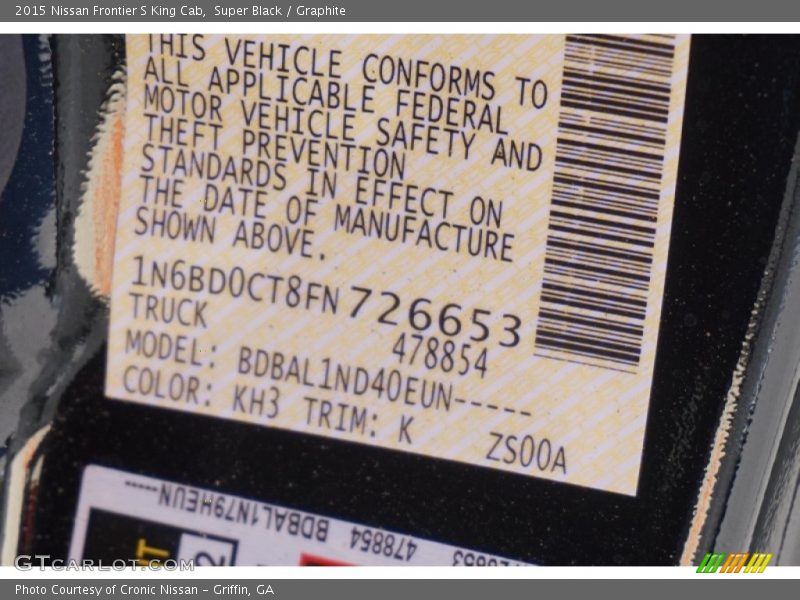 2015 Nissan Frontier S King Cab,  Super Black / Graphite
THIS VEHICLE CONFORMS TO
ALL APPLICABLE FEDERAL
MOTOR VEHICLE SAFETY AND
THEFT PREVENTION
STANDARDS IN EFFECT ON
THE DATE OF MANUFACTURE
SHOWN ABOVE.
1N6BD0CT8FN726653
TRUCK 478854
MODEL: BDBAL1ND40EUN------
COLOR: KH3 TRIM: K ZS00A
478854 BDBAL1N79HEUN-----
GTCARLOT.COM
Photo Courtesy of Cronic Nissan – Griffin, GA